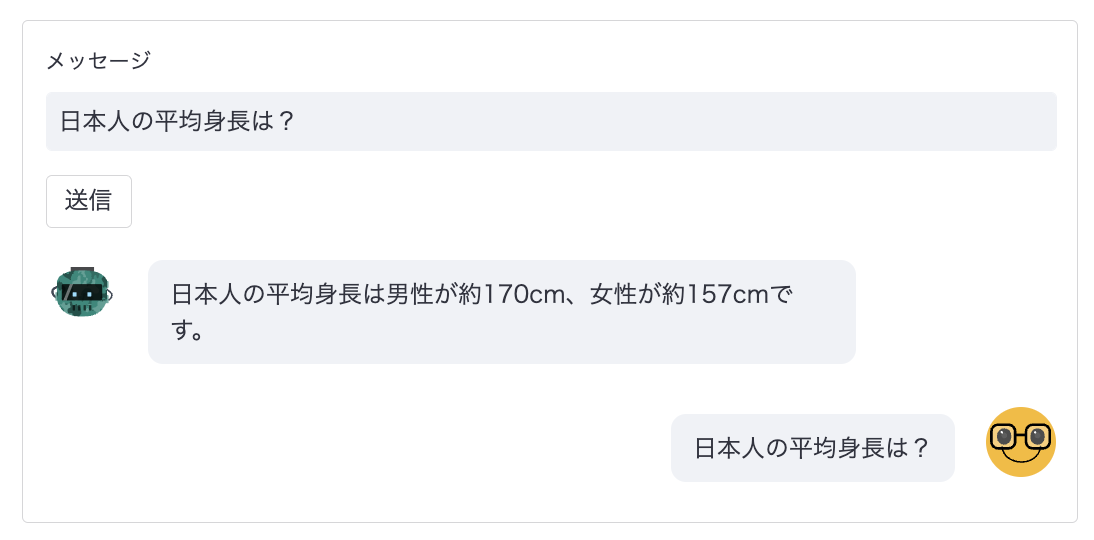 メッセージ
日本人の平均身長は？
送信
日本人の平均身長は男性が約170cm、女性が約157cmで
す。
日本人の平均身長は？